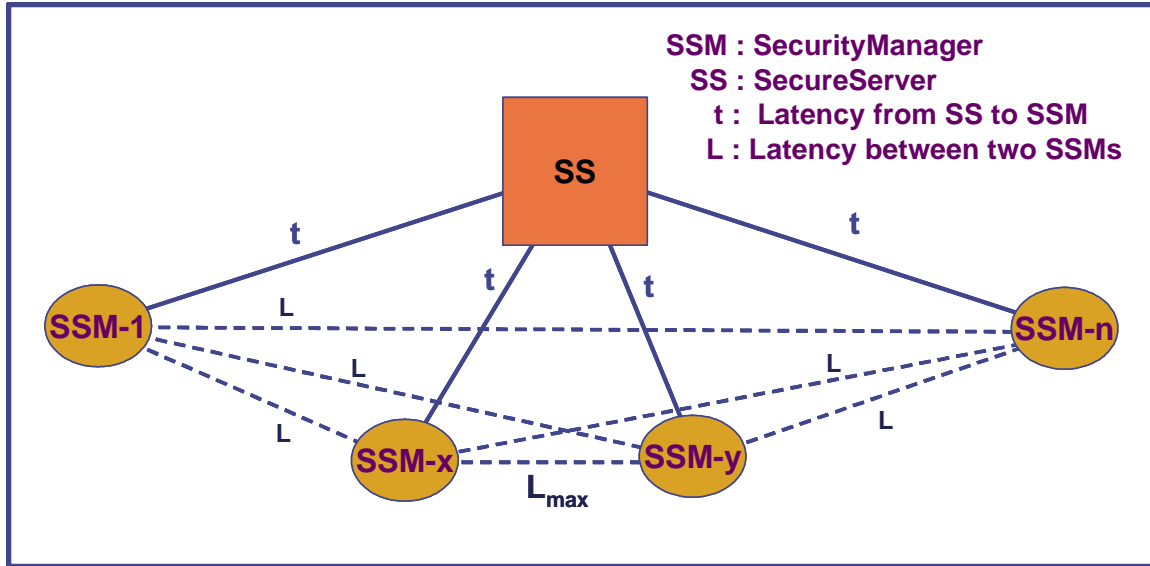 SSM : SecurityManager
SS : SecureServer
t : Latency from SS to SSM
L : Latency between two SSMs
SS
t
t
t
t
SSM-1
L
SSM-n
L
L
L
L
SSM-x
SSM-y
Lmax